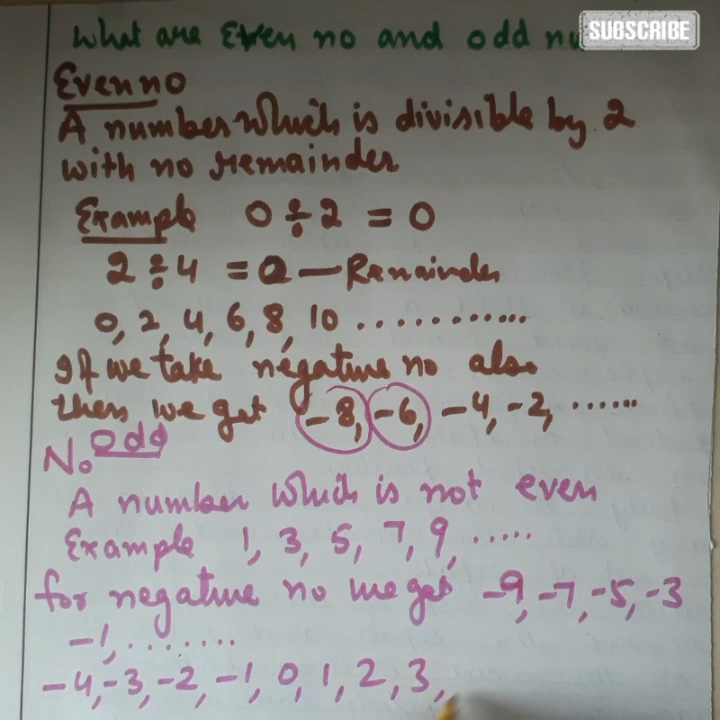 What are Even no and odd nu
SUBSCRIBE
Even no
A number which is divisible by 2
with no remainder
Example 0 ÷ 2 = 0
2 ÷ 4 = 0 — Remainder
0, 2, 4, 6, 8, 10 ...........
If we take negative no also
then we get -8, -6, -4, -2, ......
Odd
No
A number which is not even
Example 1, 3, 5, 7, 9, .....
for negative no we get -9, -7, -5, -3
-1, .......
-4, -3, -2, -1, 0, 1, 2, 3,